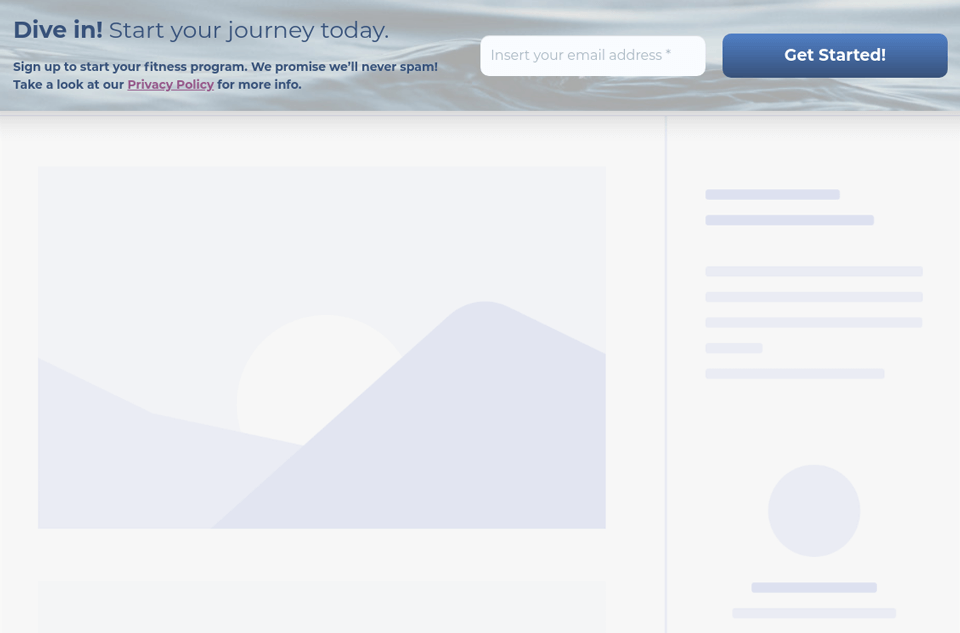 Dive in! Start your journey today.
Sign up to start your fitness program. We promise we’ll never spam!
Take a look at our Privacy Policy for more info.
Insert your email address *
Get Started!